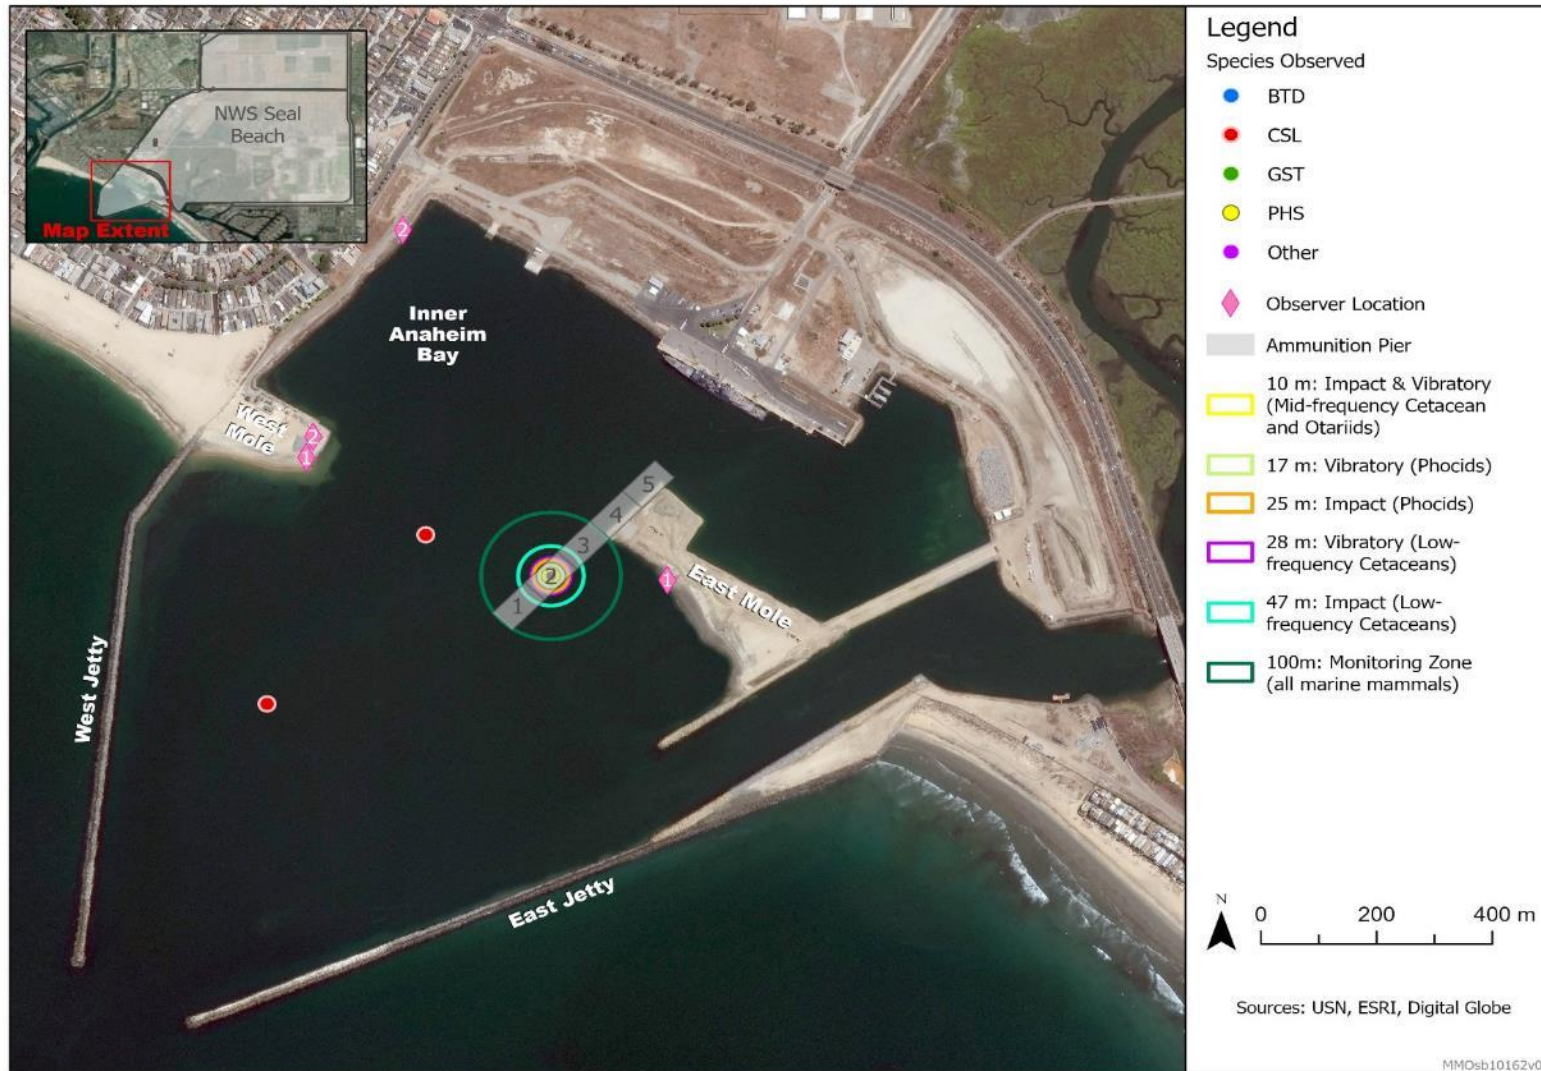 NWS Seal
Beach
Map Extent
2
Inner
Anaheim
Bay
West
Mole
2
1
5
4
3
2
1
1
East Mole
West Jetty
East Jetty
Legend
Species Observed
BTD
CSL
GST
PHS
Other
Observer Location
Ammunition Pier
10 m: Impact & Vibratory
(Mid-frequency Cetacean
and Otariids)
17 m: Vibratory (Phocids)
25 m: Impact (Phocids)
28 m: Vibratory (Low-
frequency Cetaceans)
47 m: Impact (Low-
frequency Cetaceans)
100m: Monitoring Zone
(all marine mammals)
N
0 200 400 m
Sources: USN, ESRI, Digital Globe
MMOsb10162v0